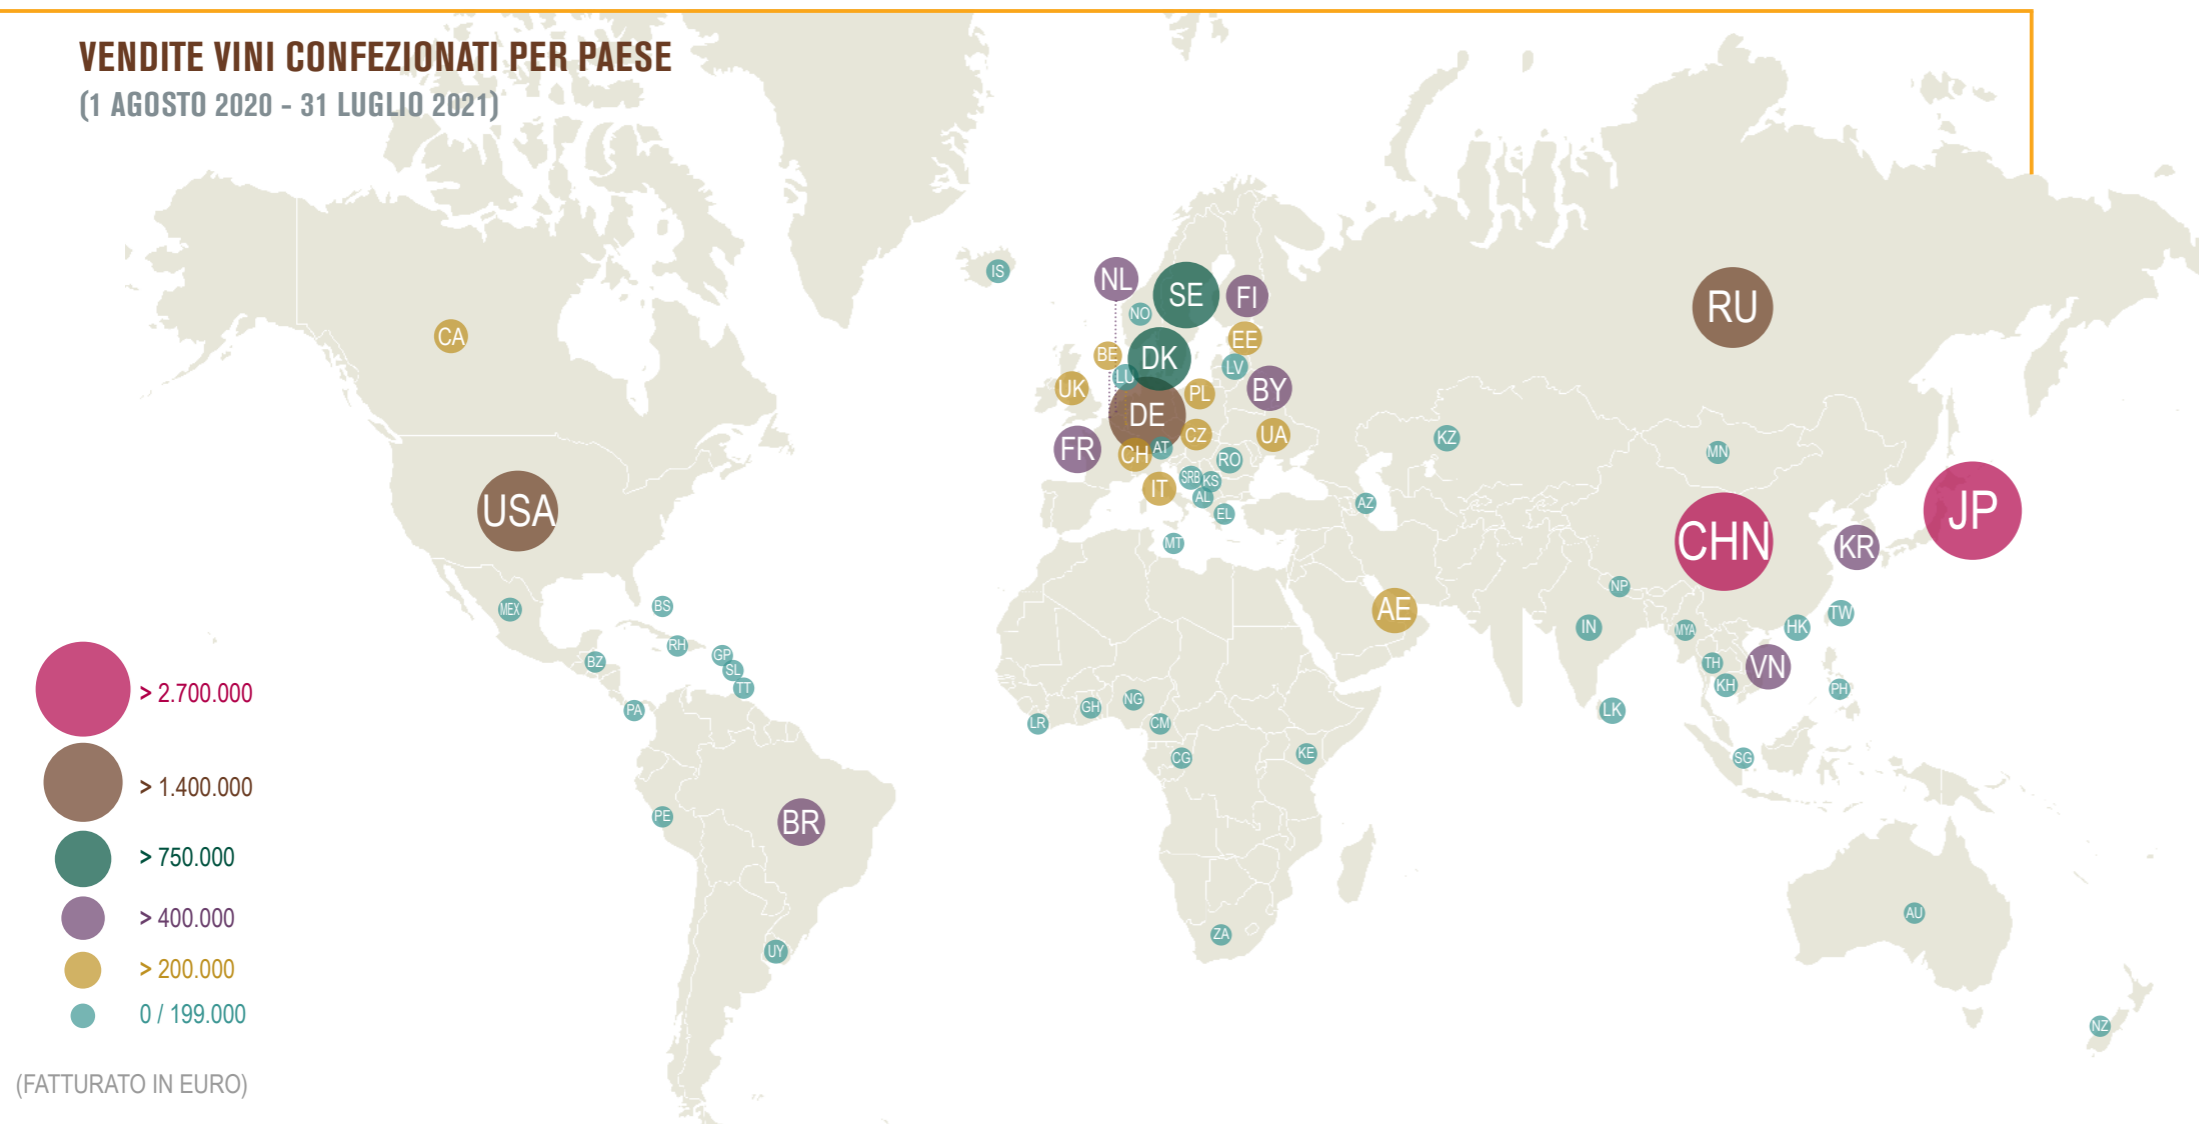 VENDITE VINI CONFEZIONATI PER PAESE
(1 AGOSTO 2020 - 31 LUGLIO 2021)
IS
NL
SE
FI
NO
RU
CA
EE
BE
DK
LV
LU
UK
PL
BY
DE
CZ
UA
KZ
FR
CH
AT
RO
MN
IT
SRB
KS
AL
AZ
EL
USA
JP
CHN
KR
MT
NP
MEX
BS
AE
TW
IN
MYA
HK
RH
GP
BZ
SL
TT
TH
VN
KH
PH
> 2.700.000
PA
LR
GH
NG
CM
LK
CG
KE
SG
> 1.400.000
PE
BR
> 750.000
> 400.000
AU
ZA
UY
> 200.000
0 / 199.000
NZ
(FATTURATO IN EURO)